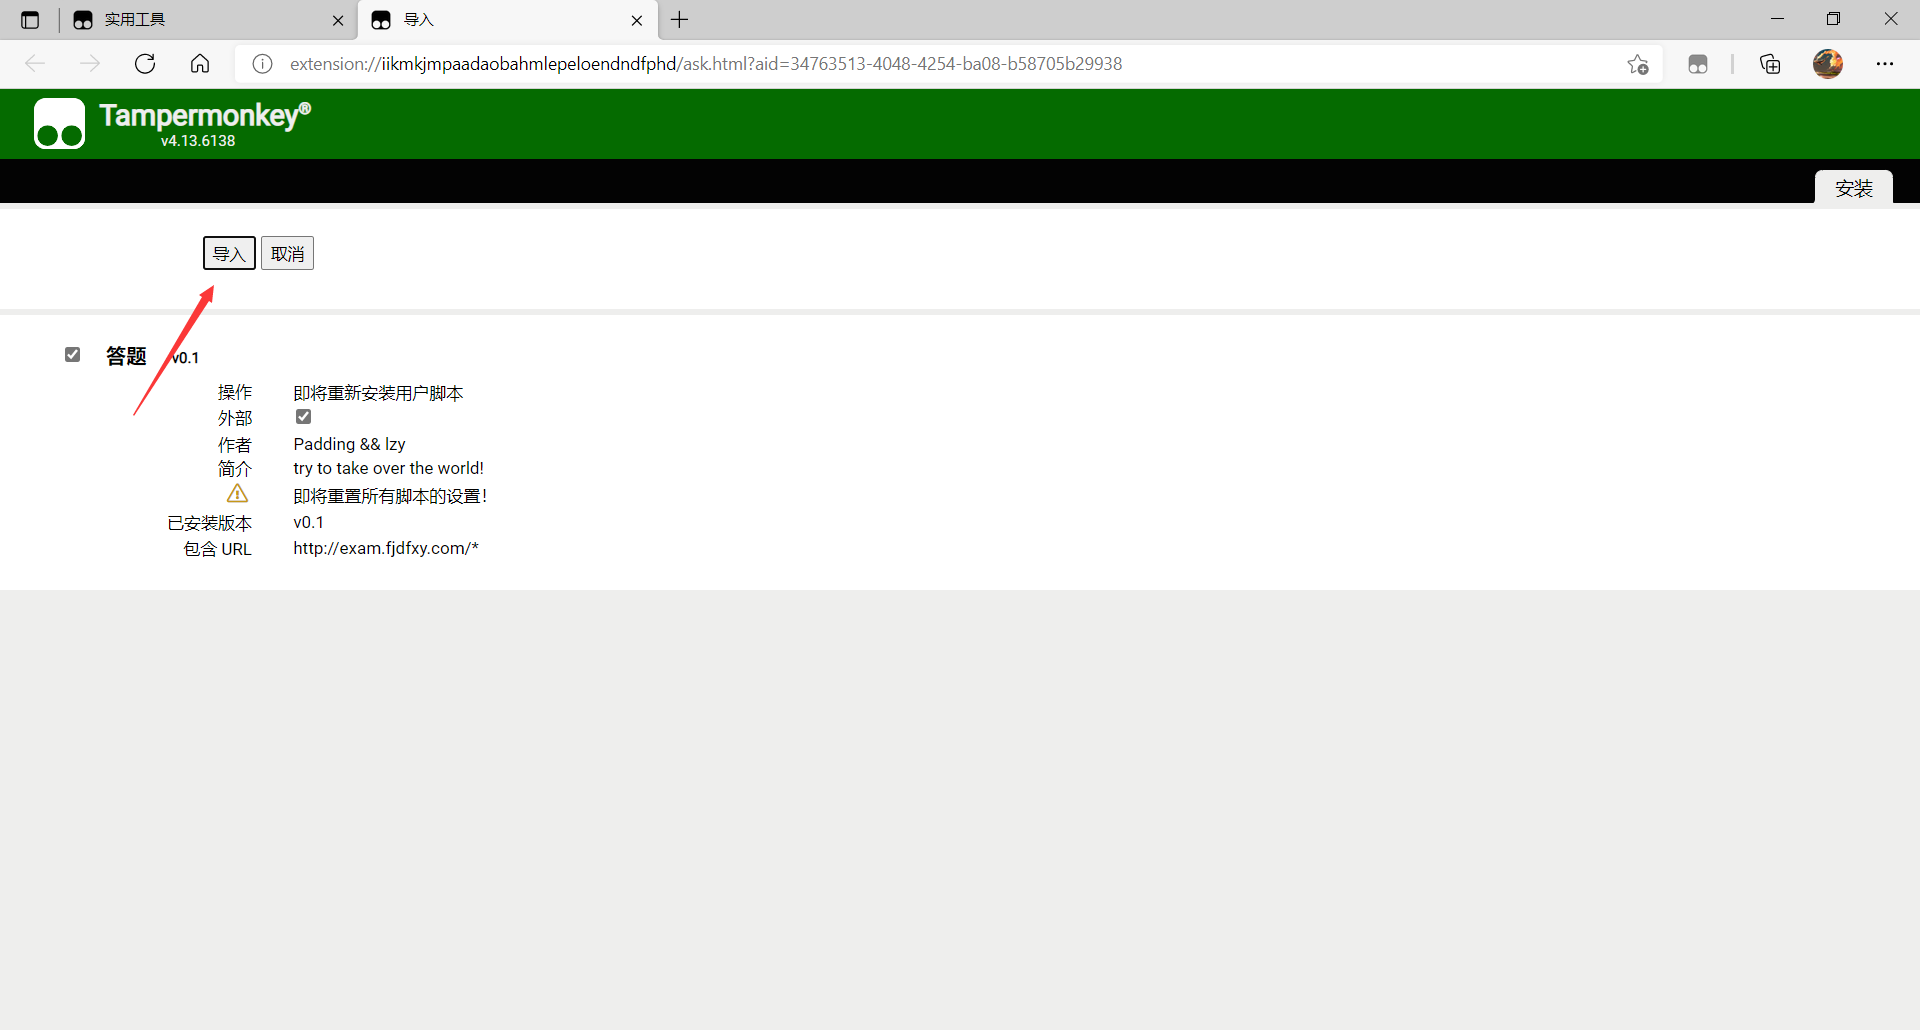 实用工具
导入
extension://iikmkjmpaadaobahmlepeloendndfphd/ask.html?aid=34763513-4048-4254-ba08-b58705b29938
Tampermonkey®
v4.13.6138
安装
导入 取消
答题 v0.1
操作 即将重新安装用户脚本
外部
作者 Padding && lzy
简介 try to take over the world!
即将重置所有脚本的设置!
已安装版本 v0.1
包含 URL http://exam.fjdfxy.com/*